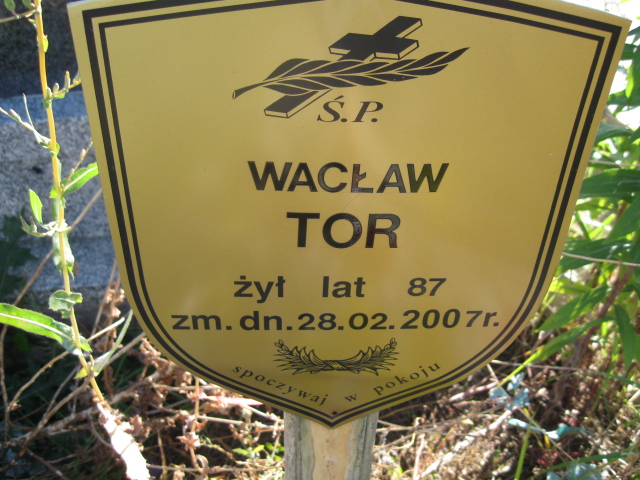 Ś.P.
WACŁAW
TOR
żył lat 87
zm. dn. 28.02.2007r.
spoczywaj w pokoju